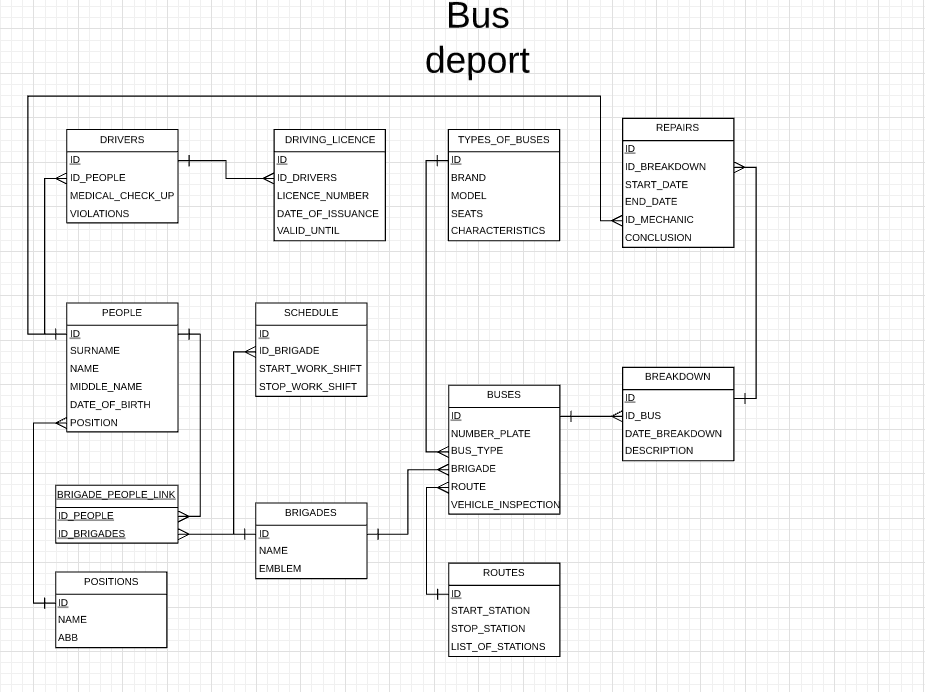 Bus
deport
DRIVERS
ID
ID_PEOPLE
MEDICAL_CHECK_UP
VIOLATIONS
DRIVING_LICENCE
ID
ID_DRIVERS
LICENCE_NUMBER
DATE_OF_ISSUANCE
VALID_UNTIL
TYPES_OF_BUSES
ID
BRAND
MODEL
SEATS
CHARACTERISTICS
REPAIRS
ID
ID_BREAKDOWN
START_DATE
END_DATE
ID_MECHANIC
CONCLUSION
PEOPLE
ID
SURNAME
NAME
MIDDLE_NAME
DATE_OF_BIRTH
POSITION
SCHEDULE
ID
ID_BRIGADE
START_WORK_SHIFT
STOP_WORK_SHIFT
BUSES
ID
NUMBER_PLATE
BUS_TYPE
BRIGADE
ROUTE
VEHICLE_INSPECTION
BREAKDOWN
ID
ID_BUS
DATE_BREAKDOWN
DESCRIPTION
BRIGADE_PEOPLE_LINK
ID_PEOPLE
ID_BRIGADES
BRIGADES
ID
NAME
EMBLEM
POSITIONS
ID
NAME
ABB
ROUTES
ID
START_STATION
STOP_STATION
LIST_OF_STATIONS